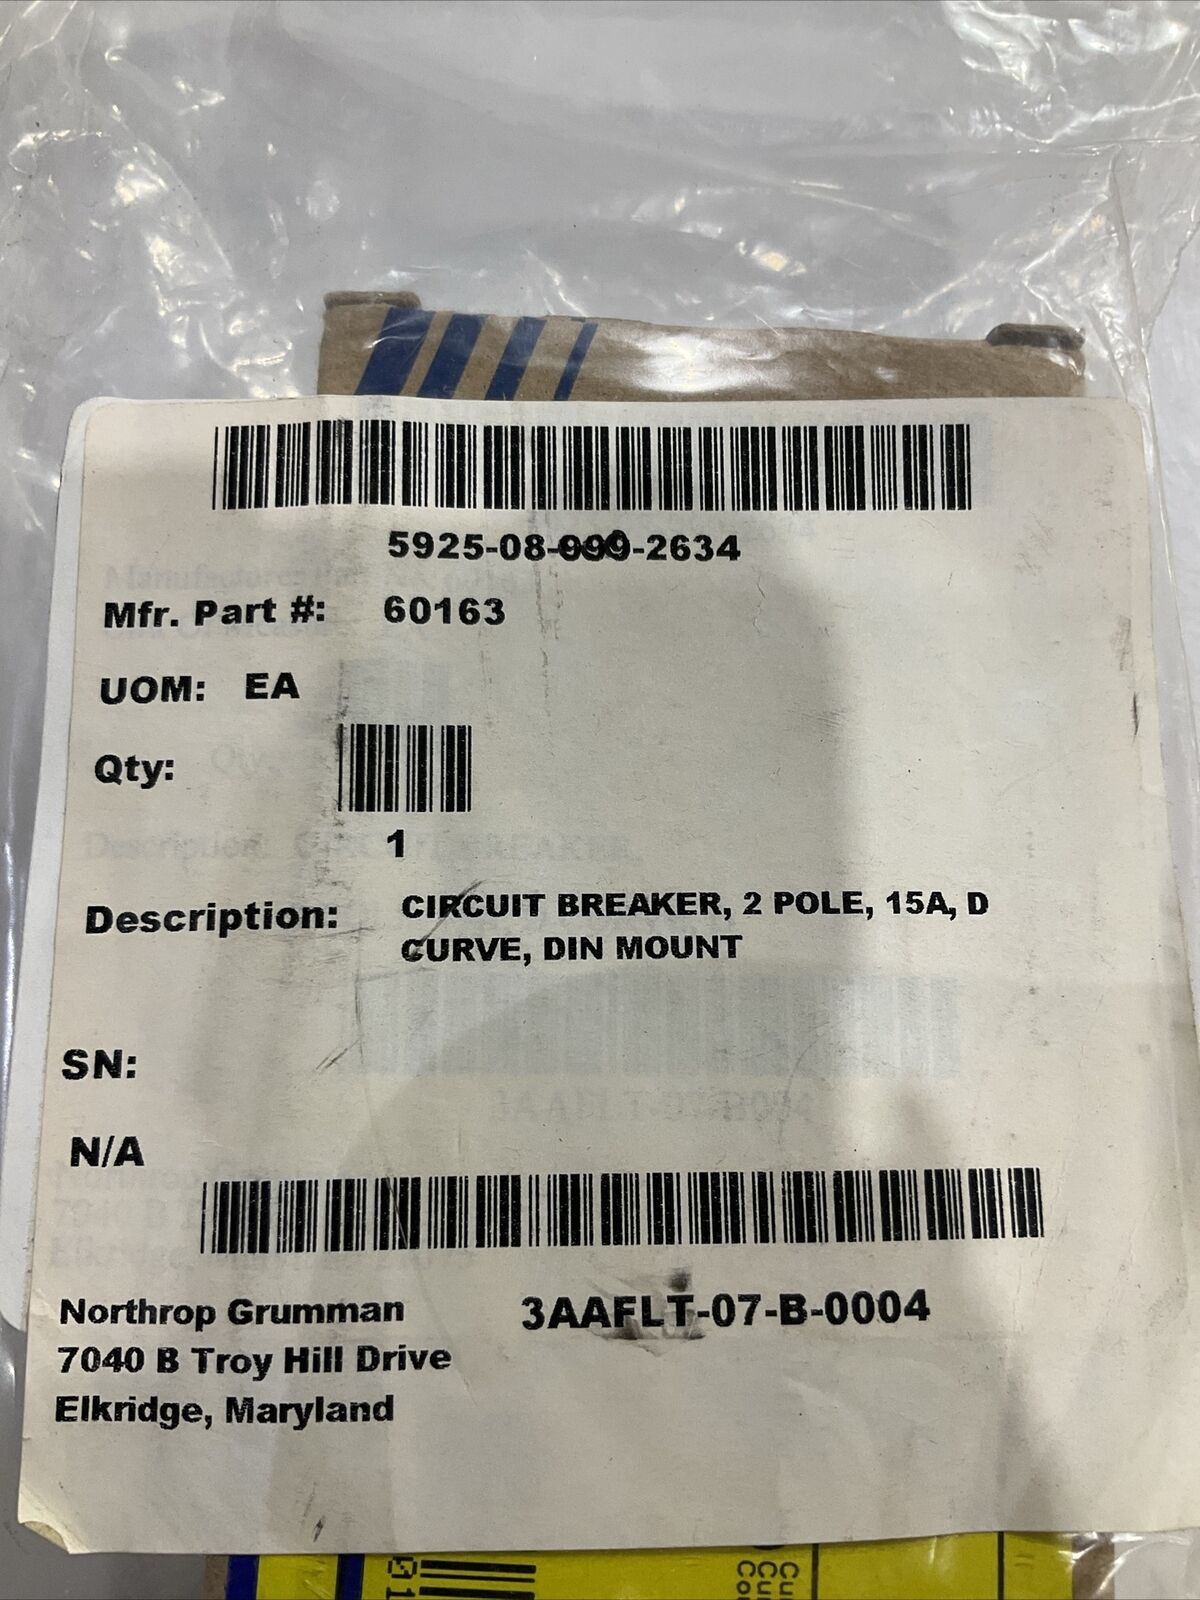 5925-08-999-2634
Mfr. Part #: 60163
UOM: EA
Qty:
1
Description: CIRCUIT BREAKER, 2 POLE, 15A, D
CURVE, DIN MOUNT
SN:
N/A
Northrop Grumman 3AAFLT-07-B-0004
7040 B Troy Hill Drive
Elkridge, Maryland